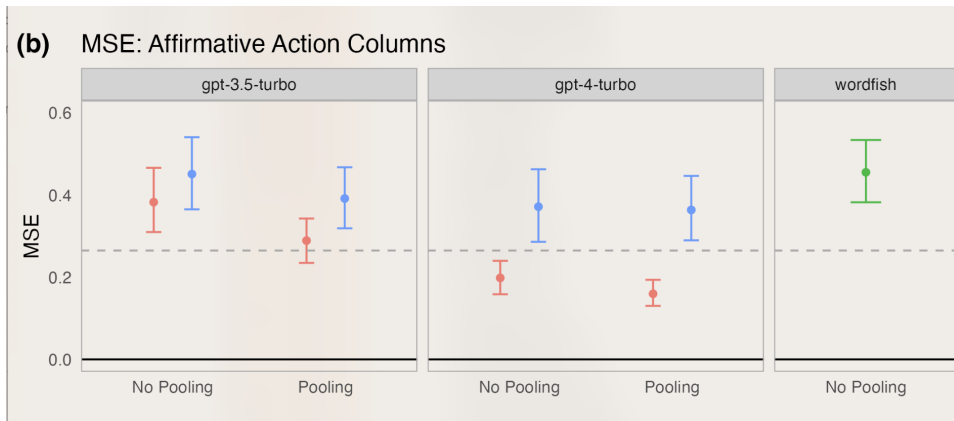 (b) MSE: Affirmative Action Columns
gpt-3.5-turbo gpt-4-turbo wordfish
0.6
0.4
0.2
0.0
MSE
No Pooling Pooling No Pooling Pooling No Pooling